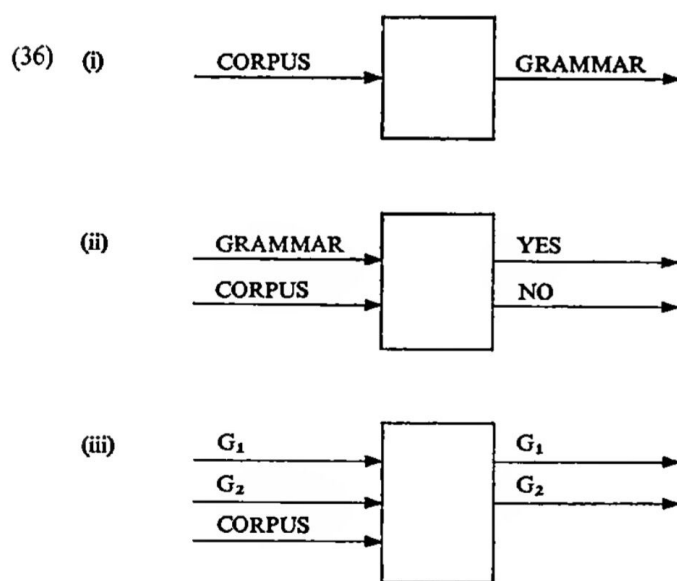 (36) (i) CORPUS GRAMMAR
(ii) GRAMMAR YES
CORPUS NO
(iii) G₁ G₁
G₂ G₂
CORPUS